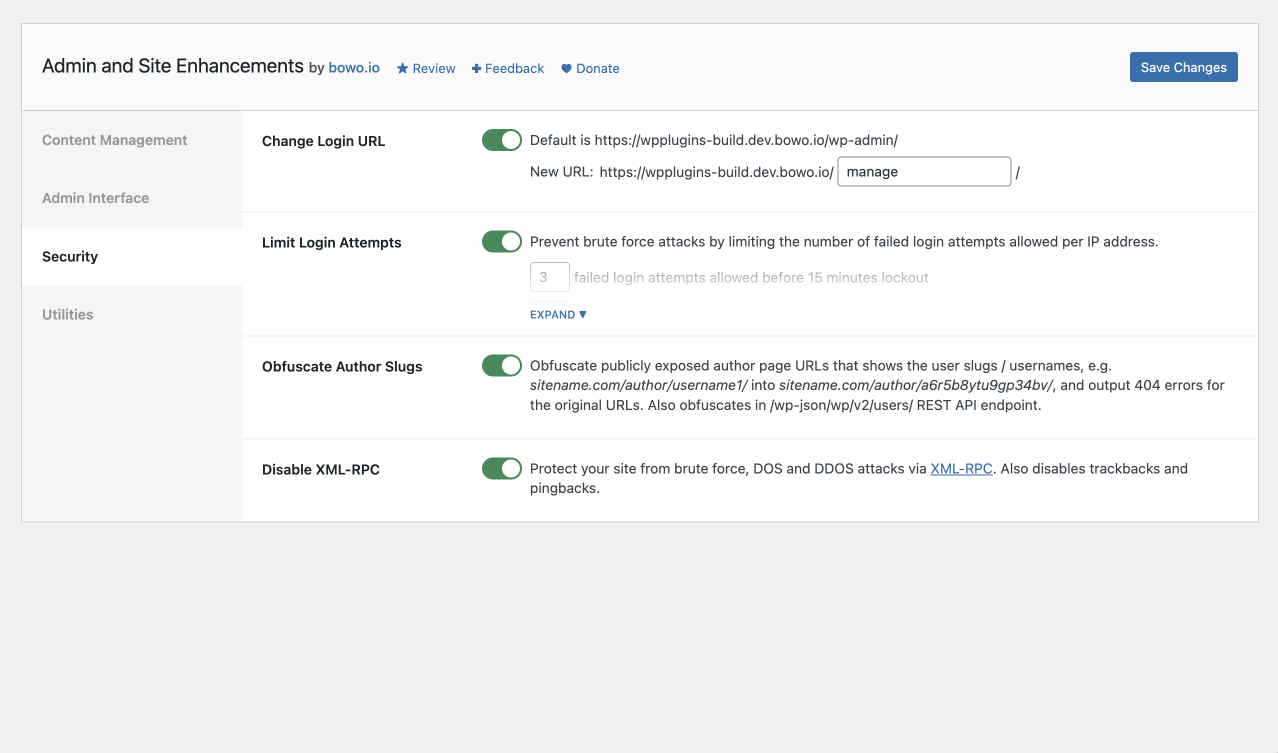 Admin and Site Enhancements by bowo.io Review Feedback Donate
Save Changes
Content Management
Admin Interface
Security
Utilities
Change Login URL
Default is https://wpplugins-build.dev.bowo.io/wp-admin/
New URL: https://wpplugins-build.dev.bowo.io/ manage /
Limit Login Attempts
Prevent brute force attacks by limiting the number of failed login attempts allowed per IP address.
3 failed login attempts allowed before 15 minutes lockout
EXPAND ▼
Obfuscate Author Slugs
Obfuscate publicly exposed author page URLs that shows the user slugs / usernames, e.g.
sitename.com/author/username1/ into sitename.com/author/a6r5b8ytu9gp34bv/, and output 404 errors for
the original URLs. Also obfuscates in /wp-json/wp/v2/users/ REST API endpoint.
Disable XML-RPC
Protect your site from brute force, DOS and DDOS attacks via XML-RPC. Also disables trackbacks and
pingbacks.